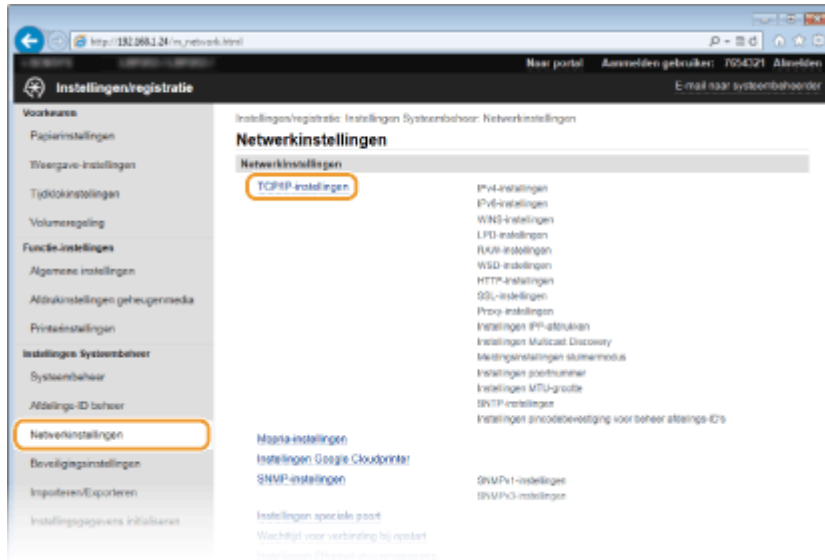 http://192.168.1.24/m_network.html
Naar portal Aanmelden gebruiker: 7654321 Afmelden
Instellingen/registratie
E-mail naar systeembeheerder
Voorkeuren
Papierinstellingen
Weergave-instellingen
Tijdklokinstellingen
Volumeregeling
Functie-instellingen
Algemene instellingen
Afdrukinstellingen geheugenmedia
Printerinstellingen
Instellingen Systeembeheer
Systeembeheer
Afdelings-ID beheer
Netwerkinstellingen
Beveiligingsinstellingen
Importeren/Exporteren
Instellingsgegevens initialiseren
Instellingen/registratie: Instellingen Systeembeheer: Netwerkinstellingen
Netwerkinstellingen
Netwerkinstellingen
TCP/IP-instellingen
IPv4-instellingen
IPv6-instellingen
WINS-instellingen
LPD-instellingen
RAW-instellingen
WSD-instellingen
HTTP-instellingen
SSL-instellingen
Proxy-instellingen
Instellingen IPP-afdrukken
Instellingen Multicast Discovery
Meldingsinstellingen sluimermodus
Instellingen poortnummer
Instellingen MTU-grootte
SNTP-instellingen
Instellingen pincodebevestiging voor beheer afdelings-ID's
Mopria-instellingen
Instellingen Google Cloudprinter
SNMP-instellingen
SNMPv1-instellingen
SNMPv3-instellingen
Instellingen speciale poort
Wachttijd voor verbinding bij opstart